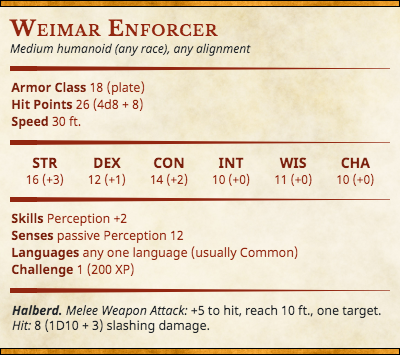 Weimar Enforcer
Medium humanoid (any race), any alignment
Armor Class 18 (plate)
Hit Points 26 (4d8 + 8)
Speed 30 ft.
STR DEX CON INT WIS CHA
16 (+3) 12 (+1) 14 (+2) 10 (+0) 11 (+0) 10 (+0)
Skills Perception +2
Senses passive Perception 12
Languages any one language (usually Common)
Challenge 1 (200 XP)
Halberd. Melee Weapon Attack: +5 to hit, reach 10 ft., one target.
Hit: 8 (1D10 + 3) slashing damage.